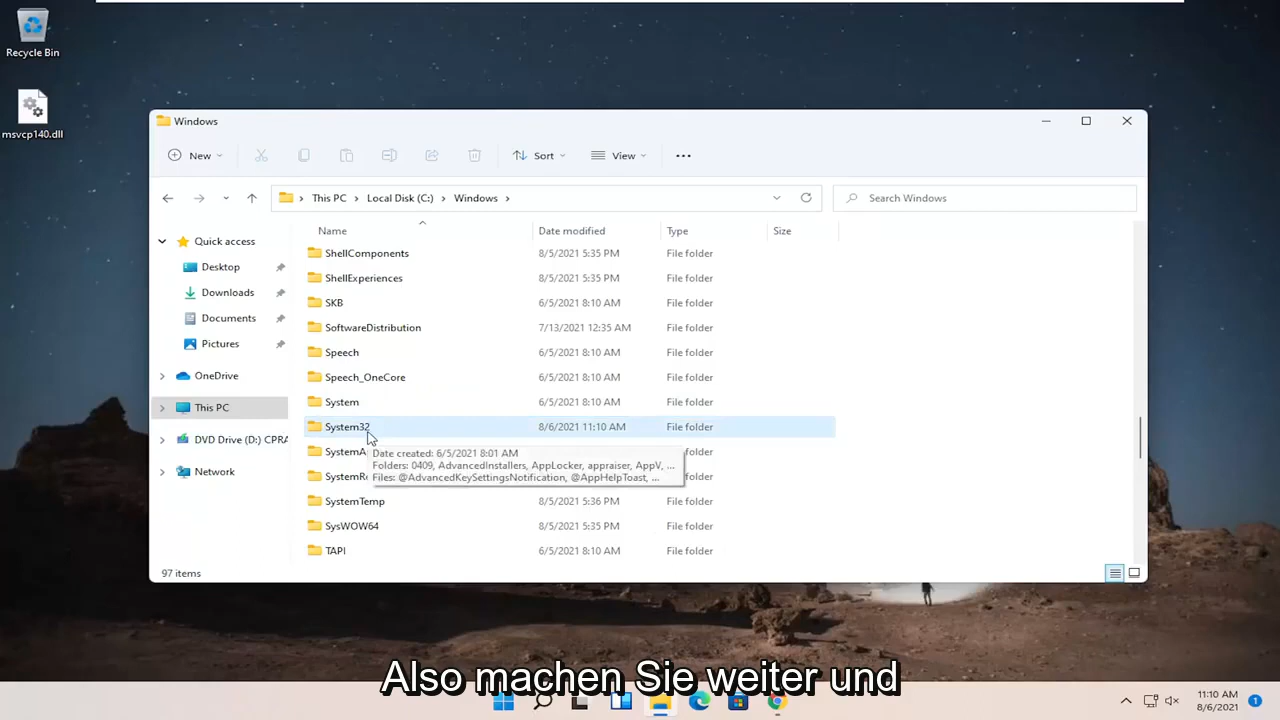 Recycle Bin
msvcp140.dll
Windows
New
Sort
View
This PC
Local Disk (C:)
Windows
Search Windows
Name
Date modified
Type
Size
Quick access
Desktop
Downloads
Documents
Pictures
OneDrive
This PC
DVD Drive (D:) CPRA
Network
ShellComponents 8/5/2021 5:35 PM File folder
ShellExperiences 8/5/2021 5:35 PM File folder
SKB 6/5/2021 8:10 AM File folder
SoftwareDistribution 7/13/2021 12:35 AM File folder
Speech 6/5/2021 8:10 AM File folder
Speech_OneCore 6/5/2021 8:10 AM File folder
System 6/5/2021 8:10 AM File folder
System32 8/6/2021 11:10 AM File folder
SystemA File folder
Date created: 6/5/2021 8:01 AM
Folders: 0409, AdvancedInstallers, AppLocker, appraiser, AppV, ...
Files: @AdvancedKeySettingsNotification, @AppHelpToast, ...
SystemRe File folder
SystemTemp 8/5/2021 5:36 PM File folder
SysWOW64 8/5/2021 5:35 PM File folder
TAPI 6/5/2021 8:10 AM File folder
97 items
Also machen Sie weiter und
11:10 AM
8/6/2021
1